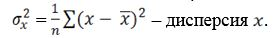 σ²ₓ = 1/n ∑(x − x̅)² – дисперсия x.